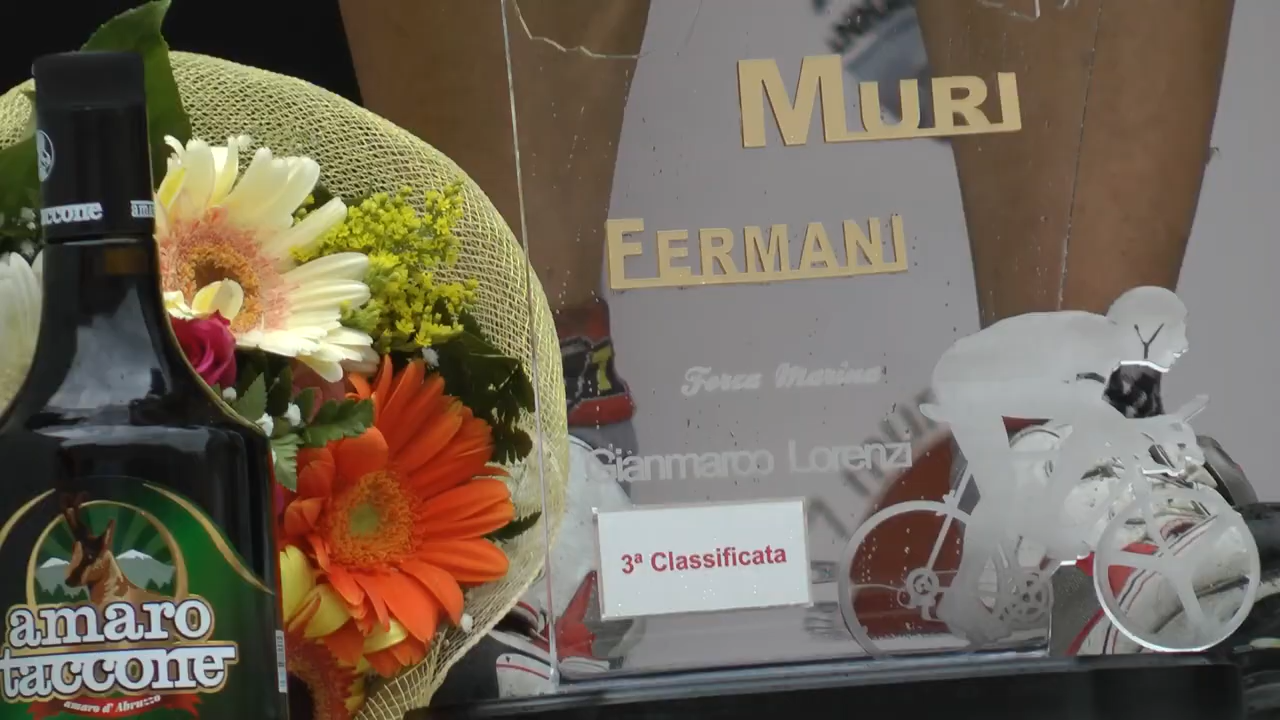 MURI
FERMANI
Forza Marina
Gianmarco Lorenzi
3ª Classificata
taccone
amaro
taccone
amaro d'Abruzzo